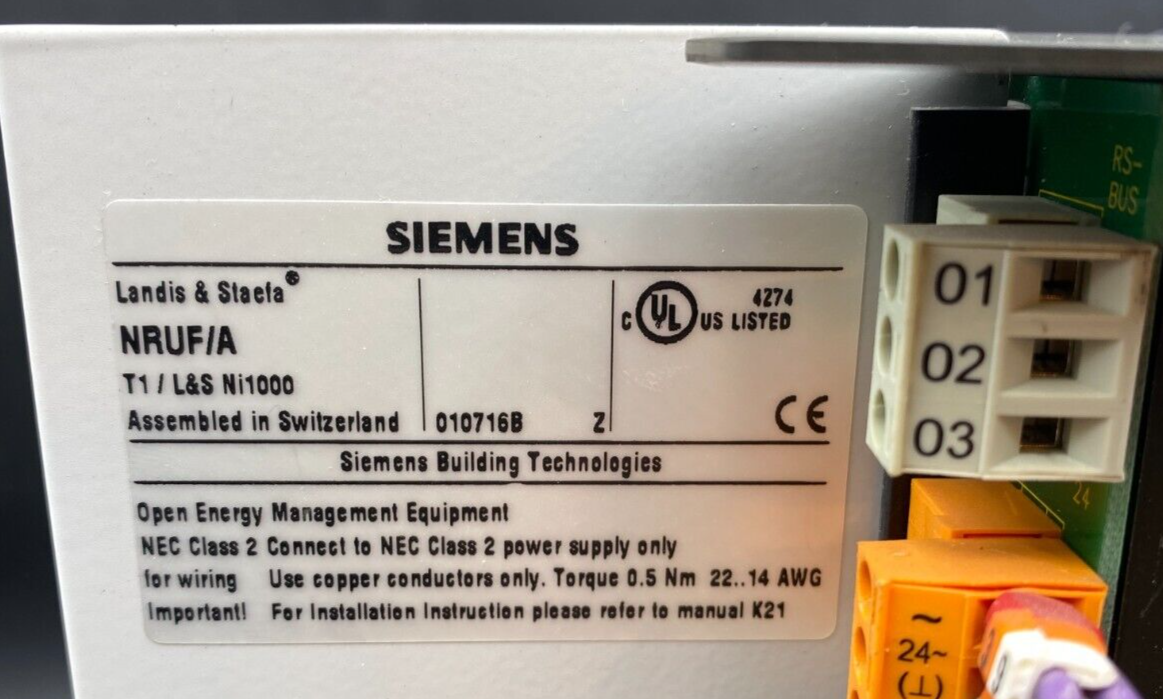 SIEMENS
Landis & Staefa®
NRUF/A
T1 / L&S Ni1000
Assembled in Switzerland
010716B Z
C UL US LISTED 4274
CE
Siemens Building Technologies
Open Energy Management Equipment
NEC Class 2 Connect to NEC Class 2 power supply only
for wiring Use copper conductors only. Torque 0.5 Nm 22..14 AWG
Important! For Installation Instruction please refer to manual K21
RS-
BUS
01
02
03
24
~
24~
(⊥)
9